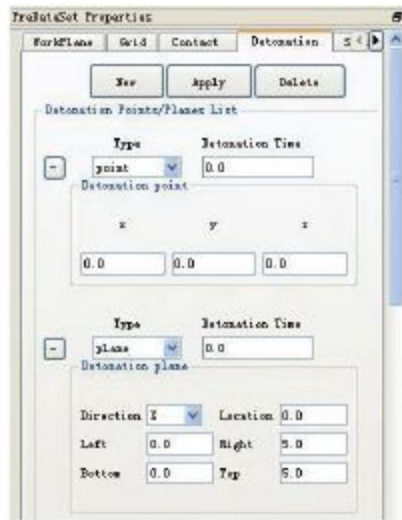 PreDataSet Properties
WorkPlane Grid Contact Detonation S
New Apply Delete
Detonation Points/Planes List
Type Detonation Time
- point 0.0
Detonation point
x y z
0.0 0.0 0.0
Type Detonation Time
- plane 0.0
Detonation plane
Direction X Location 0.0
Left 0.0 Right 5.0
Bottom 0.0 Top 5.0